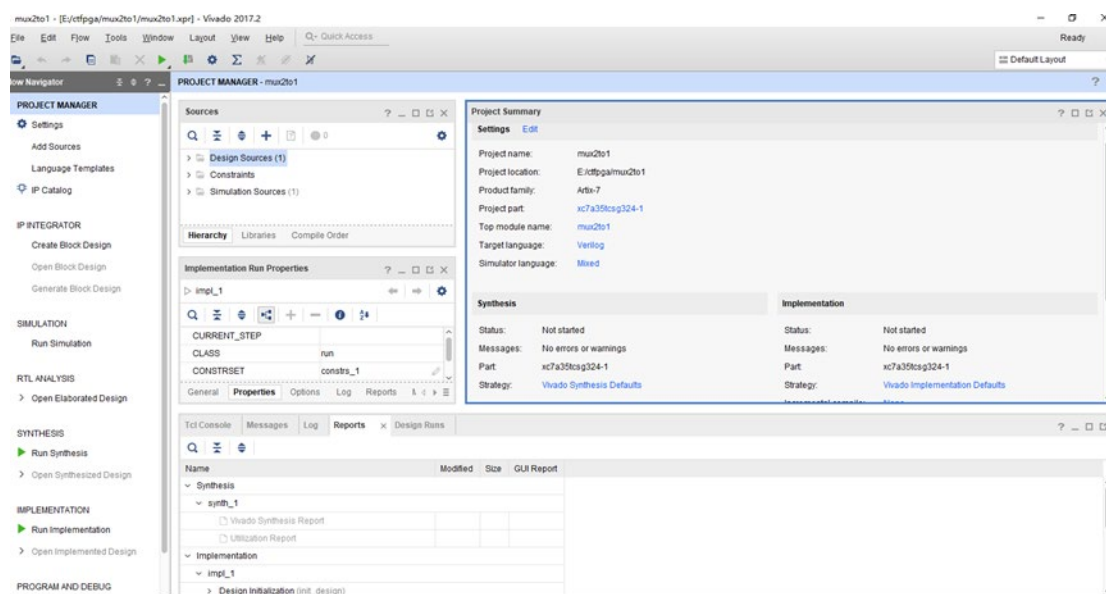 mux2to1 - [E:/ctfpga/mux2to1/mux2to1.xpr] - Vivado 2017.2
File Edit Flow Tools Window Layout View Help Q- Quick Access Ready
Default Layout
Flow Navigator ?
PROJECT MANAGER
Settings
Add Sources
Language Templates
IP Catalog
IP INTEGRATOR
Create Block Design
Open Block Design
Generate Block Design
SIMULATION
Run Simulation
RTL ANALYSIS
Open Elaborated Design
SYNTHESIS
Run Synthesis
Open Synthesized Design
IMPLEMENTATION
Run Implementation
Open Implemented Design
PROGRAM AND DEBUG
PROJECT MANAGER - mux2to1 ?
Sources ?
0
Design Sources (1)
Constraints
Simulation Sources (1)
Hierarchy Libraries Compile Order
Implementation Run Properties ?
impl_1
CURRENT_STEP
CLASS run
CONSTRSET constrs_1
General Properties Options Log Reports
Project Summary ?
Settings Edit
Project name: mux2to1
Project location: E:/ctfpga/mux2to1
Product family: Artix-7
Project part: xc7a35tcsg324-1
Top module name: mux2to1
Target language: Verilog
Simulator language: Mixed
Synthesis
Status: Not started
Messages: No errors or warnings
Part: xc7a35tcsg324-1
Strategy: Vivado Synthesis Defaults
Implementation
Status: Not started
Messages: No errors or warnings
Part: xc7a35tcsg324-1
Strategy: Vivado Implementation Defaults
Incremental compile: None
Tcl Console Messages Log Reports Design Runs ?
Name Modified Size GUI Report
Synthesis
synth_1
Vivado Synthesis Report
Utilization Report
Implementation
impl_1
Design Initialization (init_design)